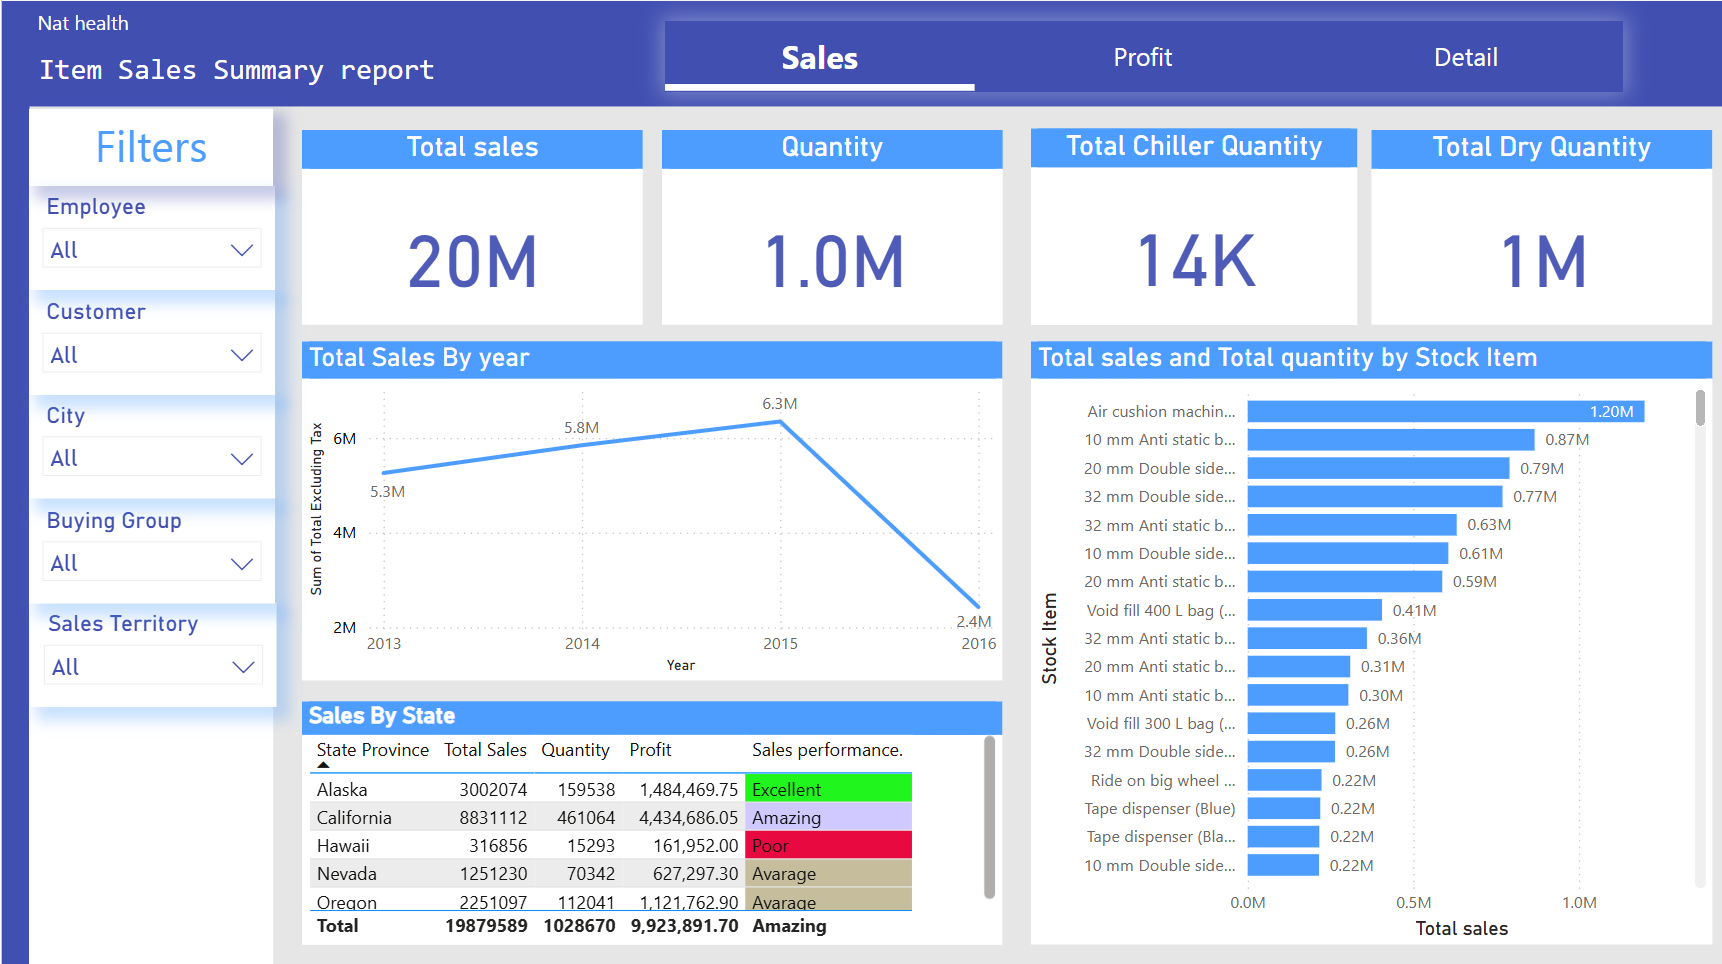 Nat health
Item Sales Summary report
Sales
Profit
Detail
Filters
Employee
All
Customer
All
City
All
Buying Group
All
Sales Territory
All
Total sales
20M
Quantity
1.0M
Total Chiller Quantity
14K
Total Dry Quantity
1M
Total Sales By year
Sum of Total Excluding Tax
6M
4M
2M
5.3M
5.8M
6.3M
2.4M
2013
2014
2015
2016
Year
Sales By State
State Province Total Sales Quantity Profit Sales performance.
Alaska 3002074 159538 1,484,469.75 Excellent
California 8831112 461064 4,434,686.05 Amazing
Hawaii 316856 15293 161,952.00 Poor
Nevada 1251230 70342 627,297.30 Avarage
Oregon 2251097 112041 1,121,762.90 Avarage
Total 19879589 1028670 9,923,891.70 Amazing
Total sales and Total quantity by Stock Item
Stock Item
Air cushion machin... 1.20M
10 mm Anti static b... 0.87M
20 mm Double side... 0.79M
32 mm Double side... 0.77M
32 mm Anti static b... 0.63M
10 mm Double side... 0.61M
20 mm Anti static b... 0.59M
Void fill 400 L bag (... 0.41M
32 mm Anti static b... 0.36M
20 mm Anti static b... 0.31M
10 mm Anti static b... 0.30M
Void fill 300 L bag (... 0.26M
32 mm Double side... 0.26M
Ride on big wheel ... 0.22M
Tape dispenser (Blue) 0.22M
Tape dispenser (Bla... 0.22M
10 mm Double side... 0.22M
0.0M 0.5M 1.0M
Total sales